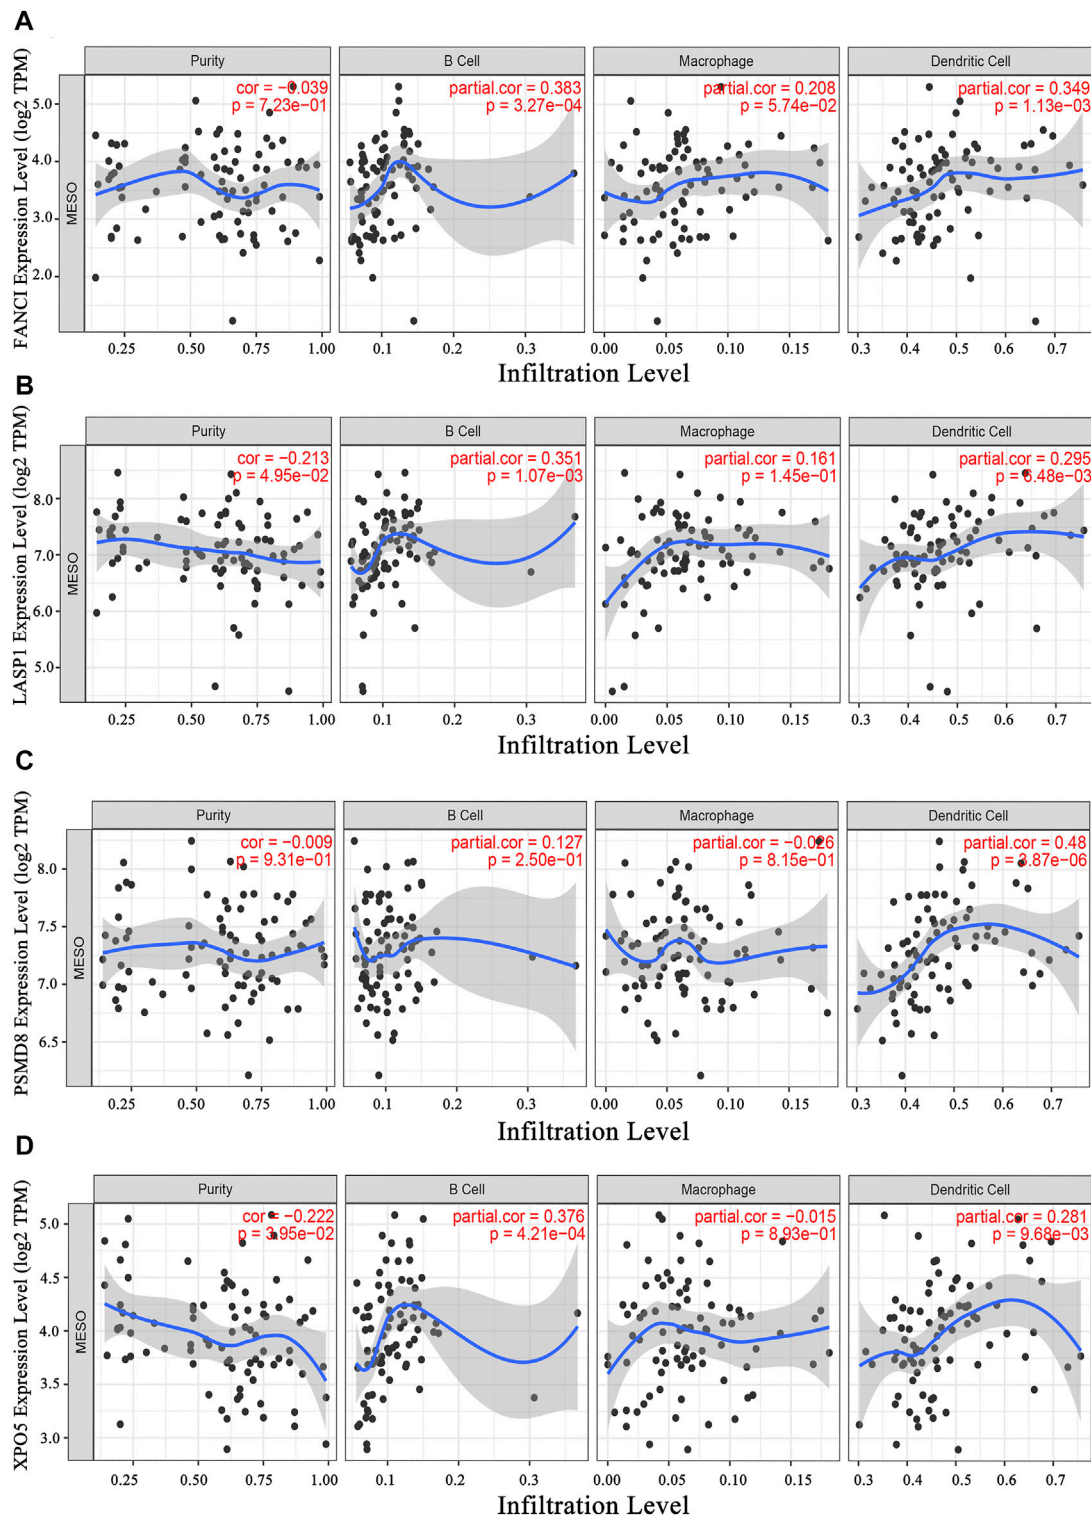 A
Purity
B Cell
Macrophage
Dendritic Cell
cor = −0.039
p = 7.23e−01
partial.cor = 0.383
p = 3.27e−04
partial.cor = 0.208
p = 5.74e−02
partial.cor = 0.349
p = 1.13e−03
FANCI Expression Level (log2 TPM)
MESO
5.0
4.0
3.0
2.0
0.25 0.50 0.75 1.00
0.1 0.2 0.3
0.00 0.05 0.10 0.15
0.3 0.4 0.5 0.6 0.7
Infiltration Level
B
Purity
B Cell
Macrophage
Dendritic Cell
cor = −0.213
p = 4.95e−02
partial.cor = 0.351
p = 1.07e−03
partial.cor = 0.161
p = 1.45e−01
partial.cor = 0.295
p = 6.48e−03
LASP1 Expression Level (log2 TPM)
MESO
8.0
7.0
6.0
5.0
0.25 0.50 0.75 1.00
0.1 0.2 0.3
0.00 0.05 0.10 0.15
0.3 0.4 0.5 0.6 0.7
Infiltration Level
C
Purity
B Cell
Macrophage
Dendritic Cell
cor = −0.009
p = 9.31e−01
partial.cor = 0.127
p = 2.50e−01
partial.cor = −0.026
p = 8.15e−01
partial.cor = 0.48
p = 3.87e−06
PSMD8 Expression Level (log2 TPM)
MESO
8.0
7.5
7.0
6.5
0.25 0.50 0.75 1.00
0.1 0.2 0.3
0.00 0.05 0.10 0.15
0.3 0.4 0.5 0.6 0.7
Infiltration Level
D
Purity
B Cell
Macrophage
Dendritic Cell
cor = −0.222
p = 3.95e−02
partial.cor = 0.376
p = 4.21e−04
partial.cor = −0.015
p = 8.93e−01
partial.cor = 0.281
p = 9.68e−03
XPO5 Expression Level (log2 TPM)
MESO
5.0
4.5
4.0
3.5
3.0
0.25 0.50 0.75 1.00
0.1 0.2 0.3
0.00 0.05 0.10 0.15
0.3 0.4 0.5 0.6 0.7
Infiltration Level